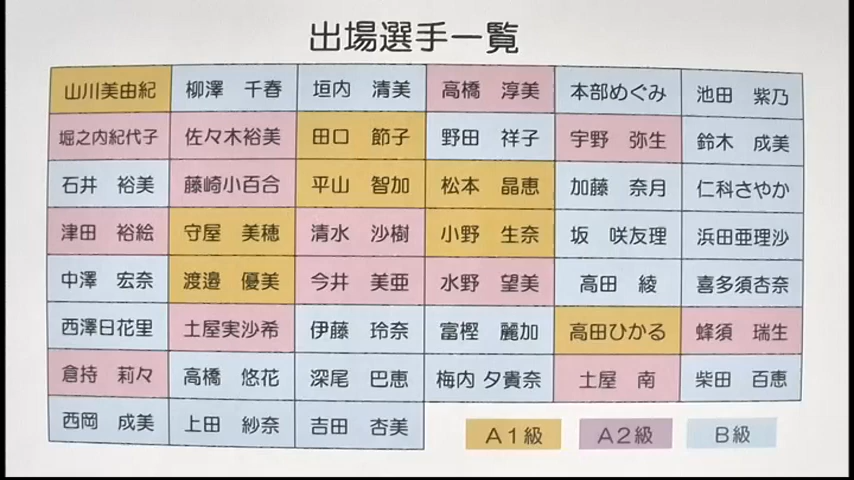 出場選手一覧
山川美由紀 柳澤 千春 垣内 清美 高橋 淳美 本部めぐみ 池田 紫乃
堀之内紀代子 佐々木裕美 田口 節子 野田 祥子 宇野 弥生 鈴木 成美
石井 裕美 藤崎小百合 平山 智加 松本 晶恵 加藤 奈月 仁科さやか
津田 裕絵 守屋 美穂 清水 沙樹 小野 生奈 坂 咲友理 浜田亜理沙
中澤 宏奈 渡邉 優美 今井 美亜 水野 望美 高田 綾 喜多須杏奈
西澤日花里 土屋実沙希 伊藤 玲奈 富樫 麗加 高田ひかる 蜂須 瑞生
倉持 莉々 高橋 悠花 深尾 巴恵 梅内 夕貴奈 土屋 南 柴田 百恵
西岡 成美 上田 紗奈 吉田 杏美 A1級 A2級 B級